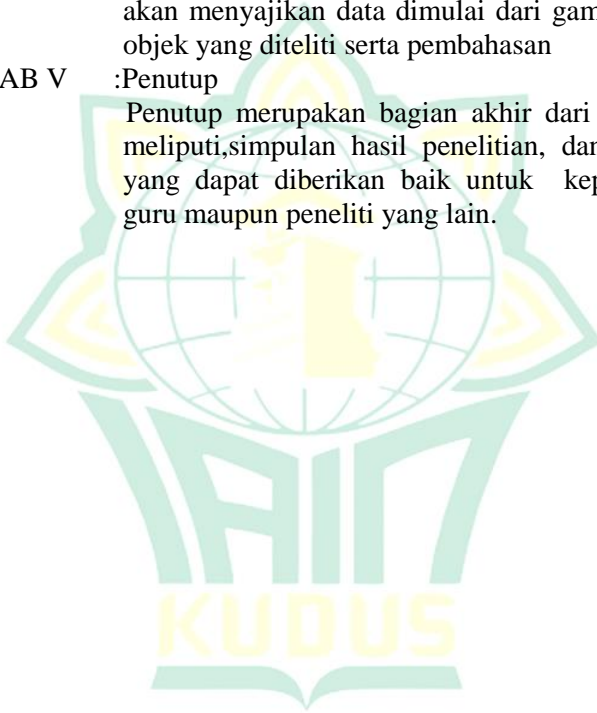 akan menyajikan data dimulai dari gam
objek yang diteliti serta pembahasan
AB V :Penutup
Penutup merupakan bagian akhir dari
meliputi,simpulan hasil penelitian, dan
yang dapat diberikan baik untuk kep
guru maupun peneliti yang lain.
IAIN
KUDUS